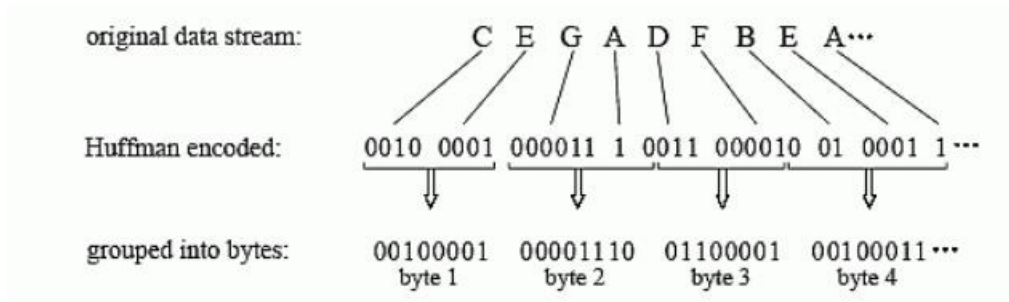 original data stream: C E G A D F B E A ···
Huffman encoded: 0010 0001 000011 1 0011 000010 01 0001 1 ···
grouped into bytes: 00100001 00001110 01100001 00100011 ···
byte 1 byte 2 byte 3 byte 4